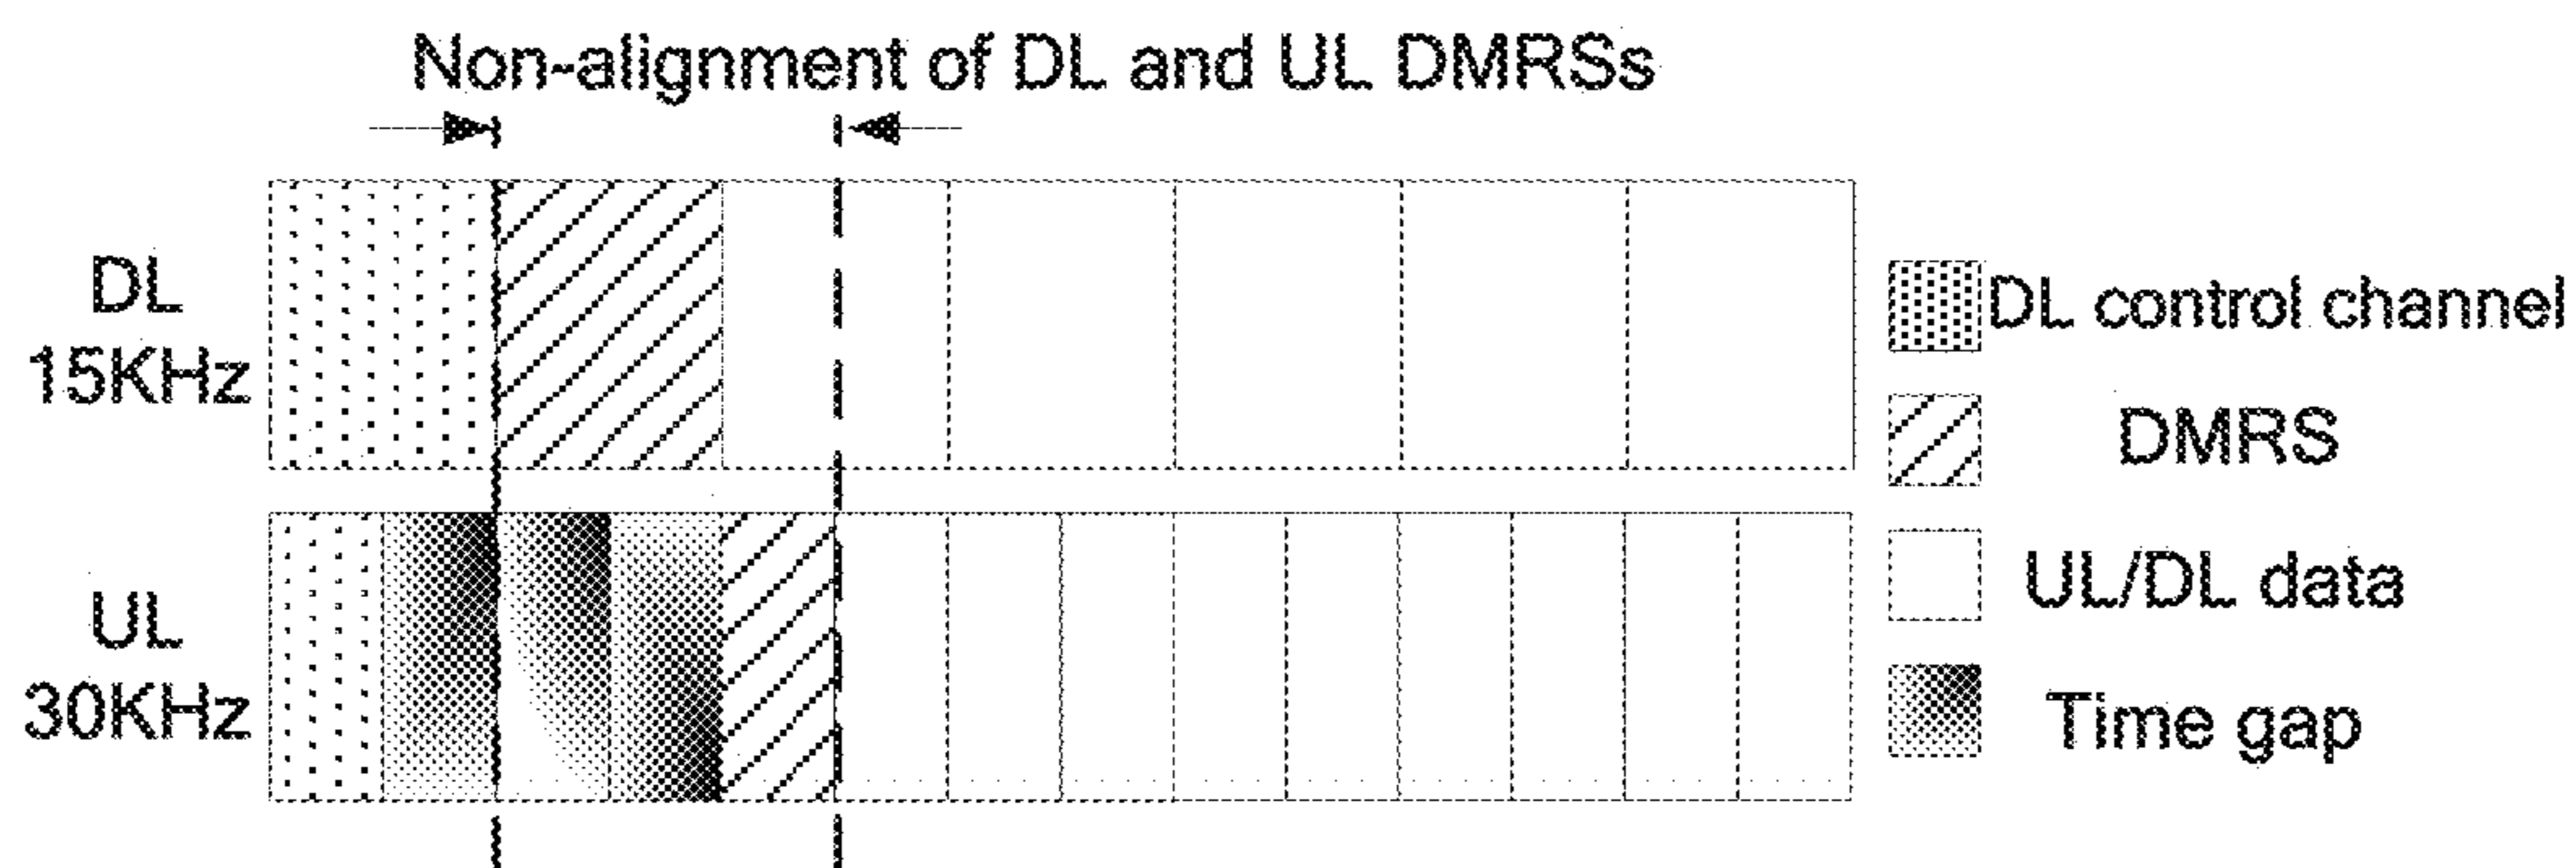 Non-alignment of DL and UL DMRSs
DL
15KHz
UL
30KHz
DL control channel
DMRS
UL/DL data
Time gap